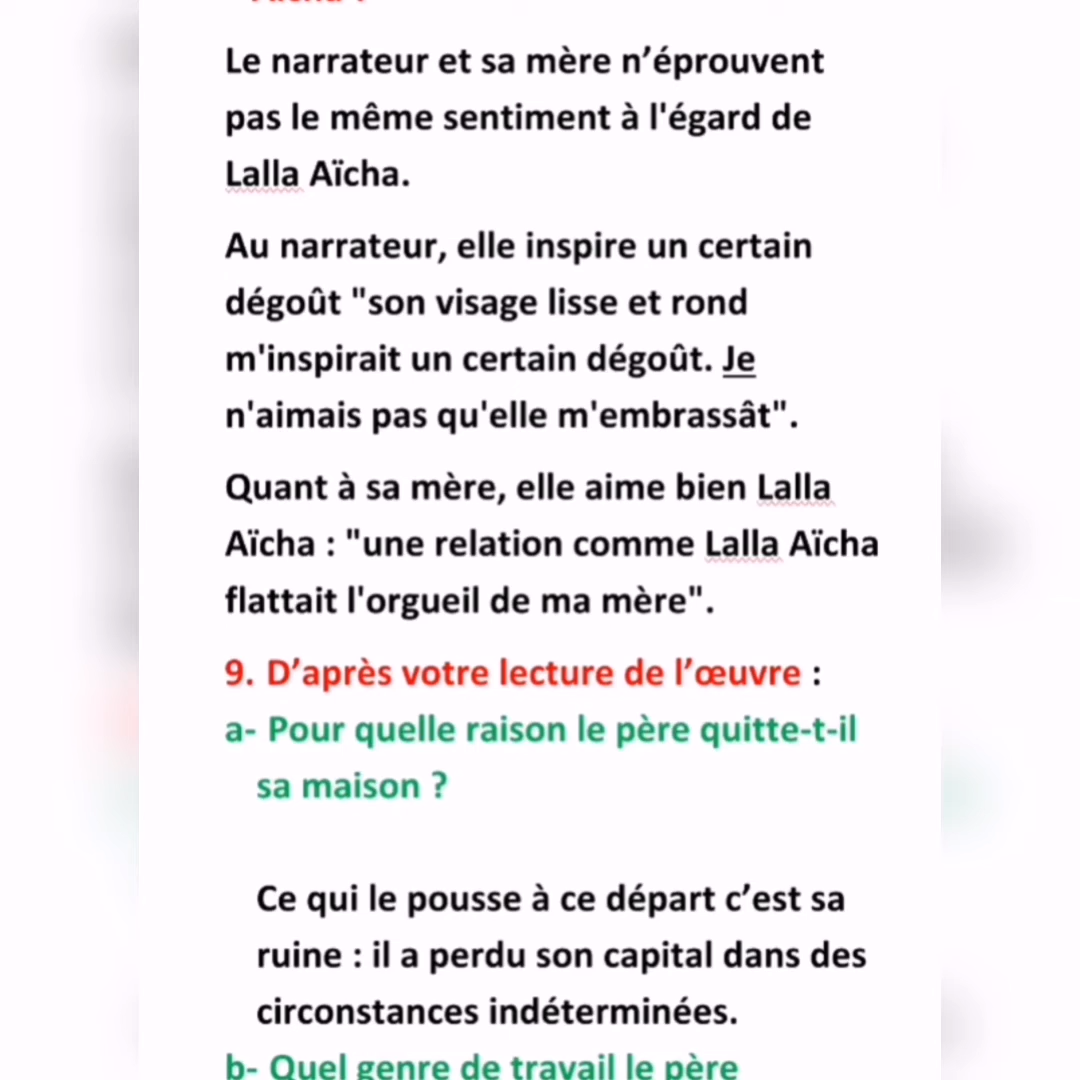 Le narrateur et sa mère n’éprouvent
pas le même sentiment à l'égard de
Lalla Aïcha.
Au narrateur, elle inspire un certain
dégoût "son visage lisse et rond
m'inspirait un certain dégoût. Je
n'aimais pas qu'elle m'embrassât".
Quant à sa mère, elle aime bien Lalla
Aïcha : "une relation comme Lalla Aïcha
flattait l'orgueil de ma mère".
9. D’après votre lecture de l’œuvre :
a- Pour quelle raison le père quitte-t-il
sa maison ?
Ce qui le pousse à ce départ c’est sa
ruine : il a perdu son capital dans des
circonstances indéterminées.
b- Quel genre de travail le père